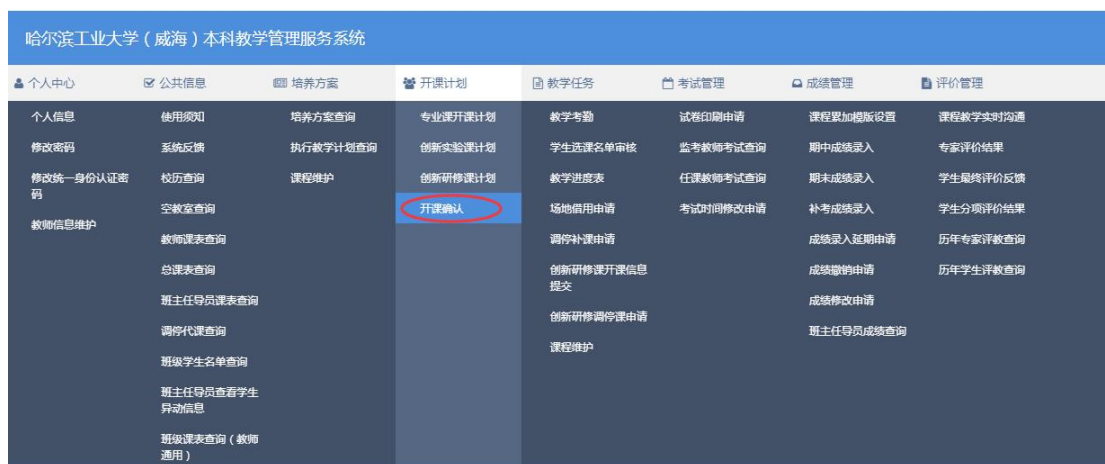 哈尔滨工业大学（威海）本科教学管理服务系统
个人中心
公共信息
培养方案
开课计划
教学任务
考试管理
成绩管理
评价管理
个人信息
修改密码
修改统一身份认证密
码
教师信息维护
使用须知
系统反馈
校历查询
空教室查询
教师课表查询
总课表查询
班主任导员课表查询
调停代课查询
班级学生名单查询
班主任导员查看学生
异动信息
班级课表查询（教师
通用）
培养方案查询
执行教学计划查询
课程维护
专业课开课计划
创新实验课计划
创新研修课计划
开课确认
教学考勤
学生选课名单审核
教学进度表
场地借用申请
调停补课申请
创新研修课开课信息
提交
创新研修调停课申请
课程维护
试卷印刷申请
监考教师考试查询
任课教师考试查询
考试时间修改申请
课程累加模版设置
期中成绩录入
期末成绩录入
补考成绩录入
成绩录入延期申请
成绩撤销申请
成绩修改申请
班主任导员成绩查询
课程教学实时沟通
专家评价结果
学生最终评价反馈
学生分项评价结果
历年专家评教查询
历年学生评教查询